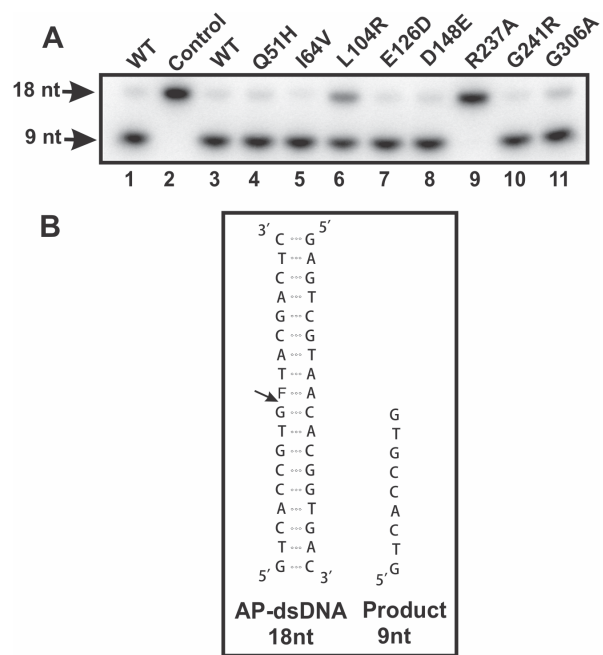 A
WT Control WT Q51H I64V L104R E126D D148E R237A G241R G306A
18 nt
9 nt
1 2 3 4 5 6 7 8 9 10 11
B
3′ C G 5′
T A
C G
A T
G C
C G
A T
T A
F A
G C G
T A T
G C G
C G C
C G C
A T A
C G C
T A T
5′ G C 3′ 5′ G
AP-dsDNA Product
18nt 9nt